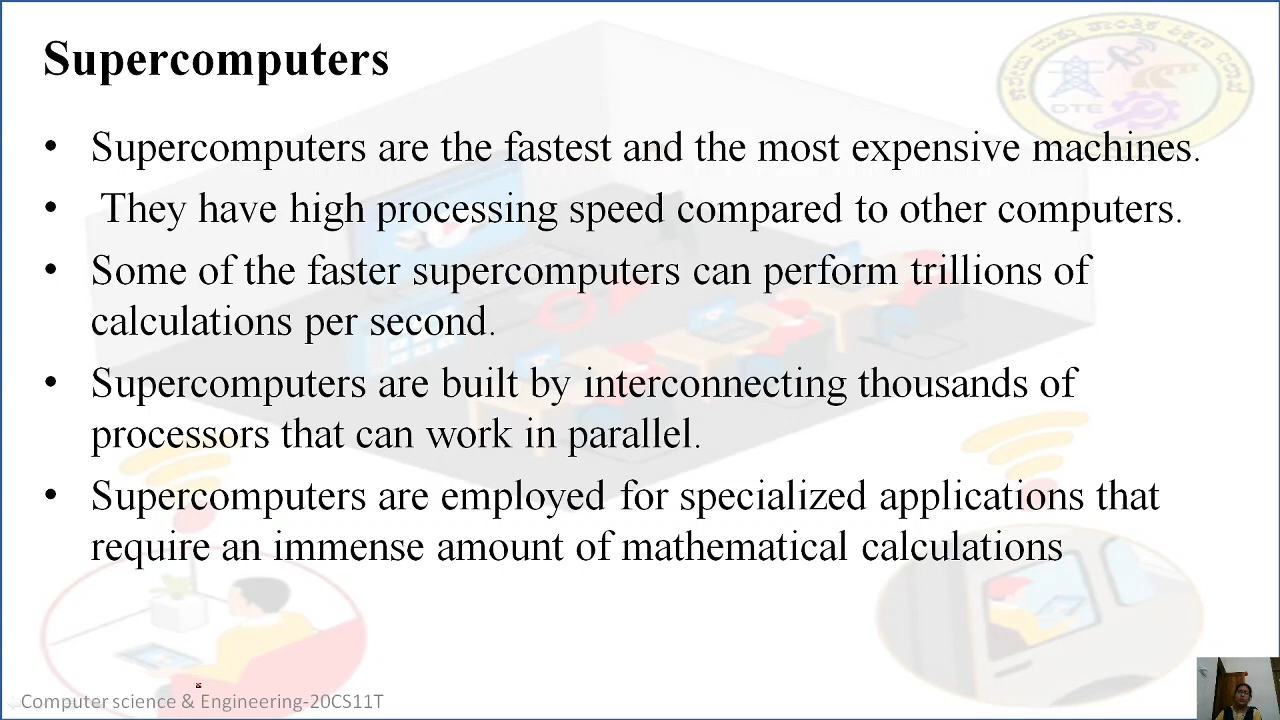 Supercomputers
• Supercomputers are the fastest and the most expensive machines.
• They have high processing speed compared to other computers.
• Some of the faster supercomputers can perform trillions of
calculations per second.
• Supercomputers are built by interconnecting thousands of
processors that can work in parallel.
• Supercomputers are employed for specialized applications that
require an immense amount of mathematical calculations
DTE
Computer science & Engineering-20CS11T